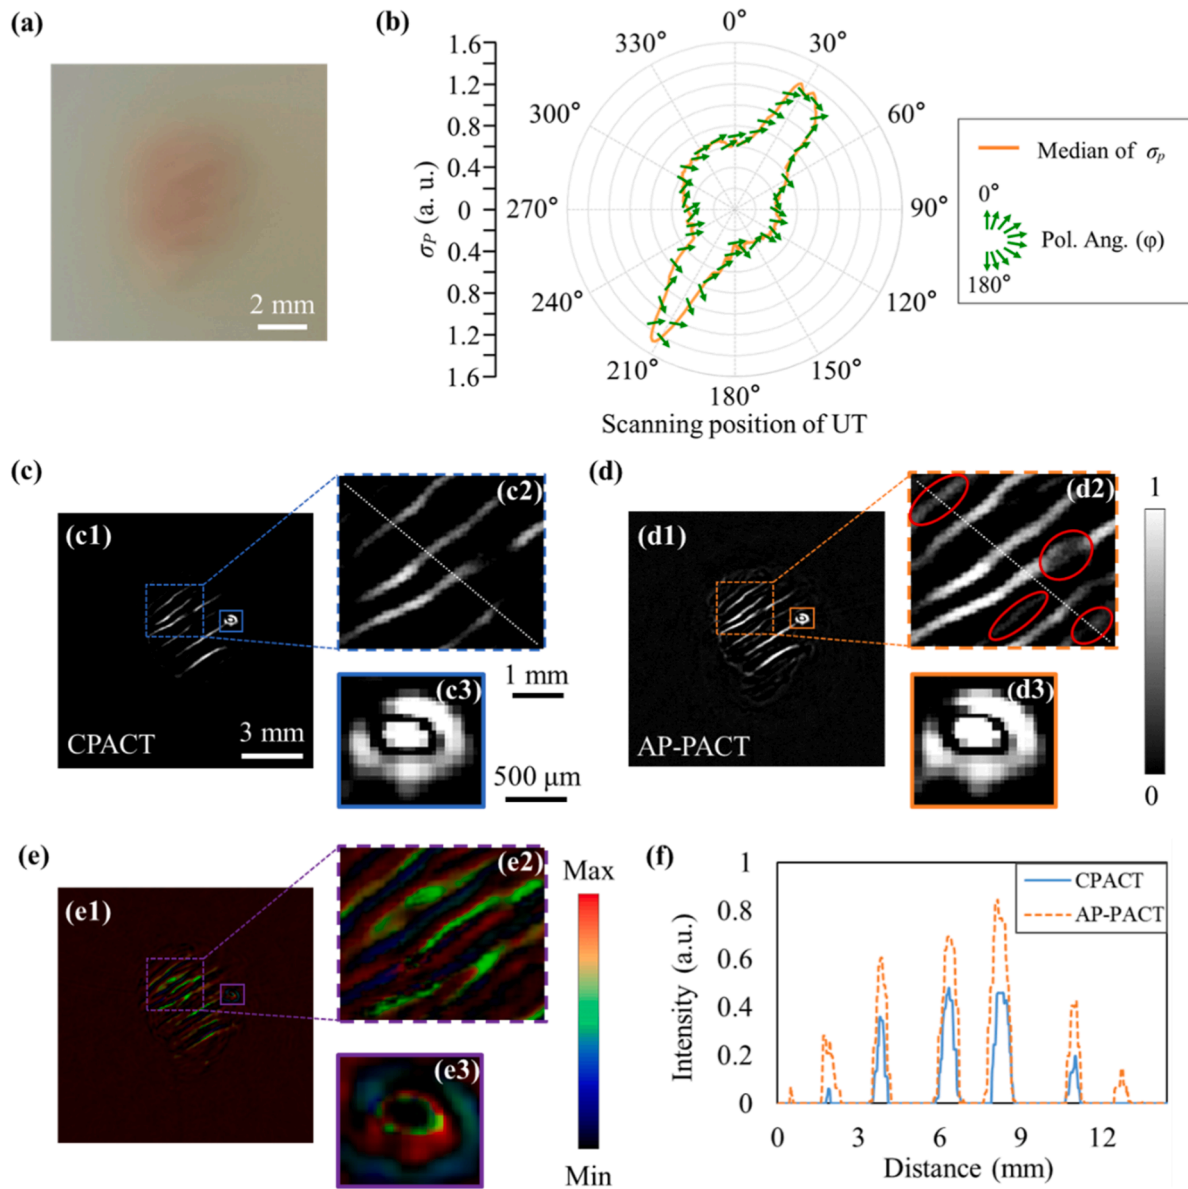 (a)
2 mm
(b)
1.6
1.2
0.8
0.4
0
0.4
0.8
1.2
1.6
σP (a. u.)
0°
30°
60°
90°
120°
150°
180°
210°
240°
270°
300°
330°
Scanning position of UT
Median of σp
0°
Pol. Ang. (φ)
180°
(c)
(c1)
CPACT
3 mm
(c2)
1 mm
(c3)
500 μm
(d)
(d1)
AP-PACT
(d2)
(d3)
1
0
(e)
(e1)
(e2)
(e3)
Max
Min
(f)
1
0.8
0.6
0.4
0.2
0
Intensity (a.u.)
CPACT
AP-PACT
0 3 6 9 12
Distance (mm)